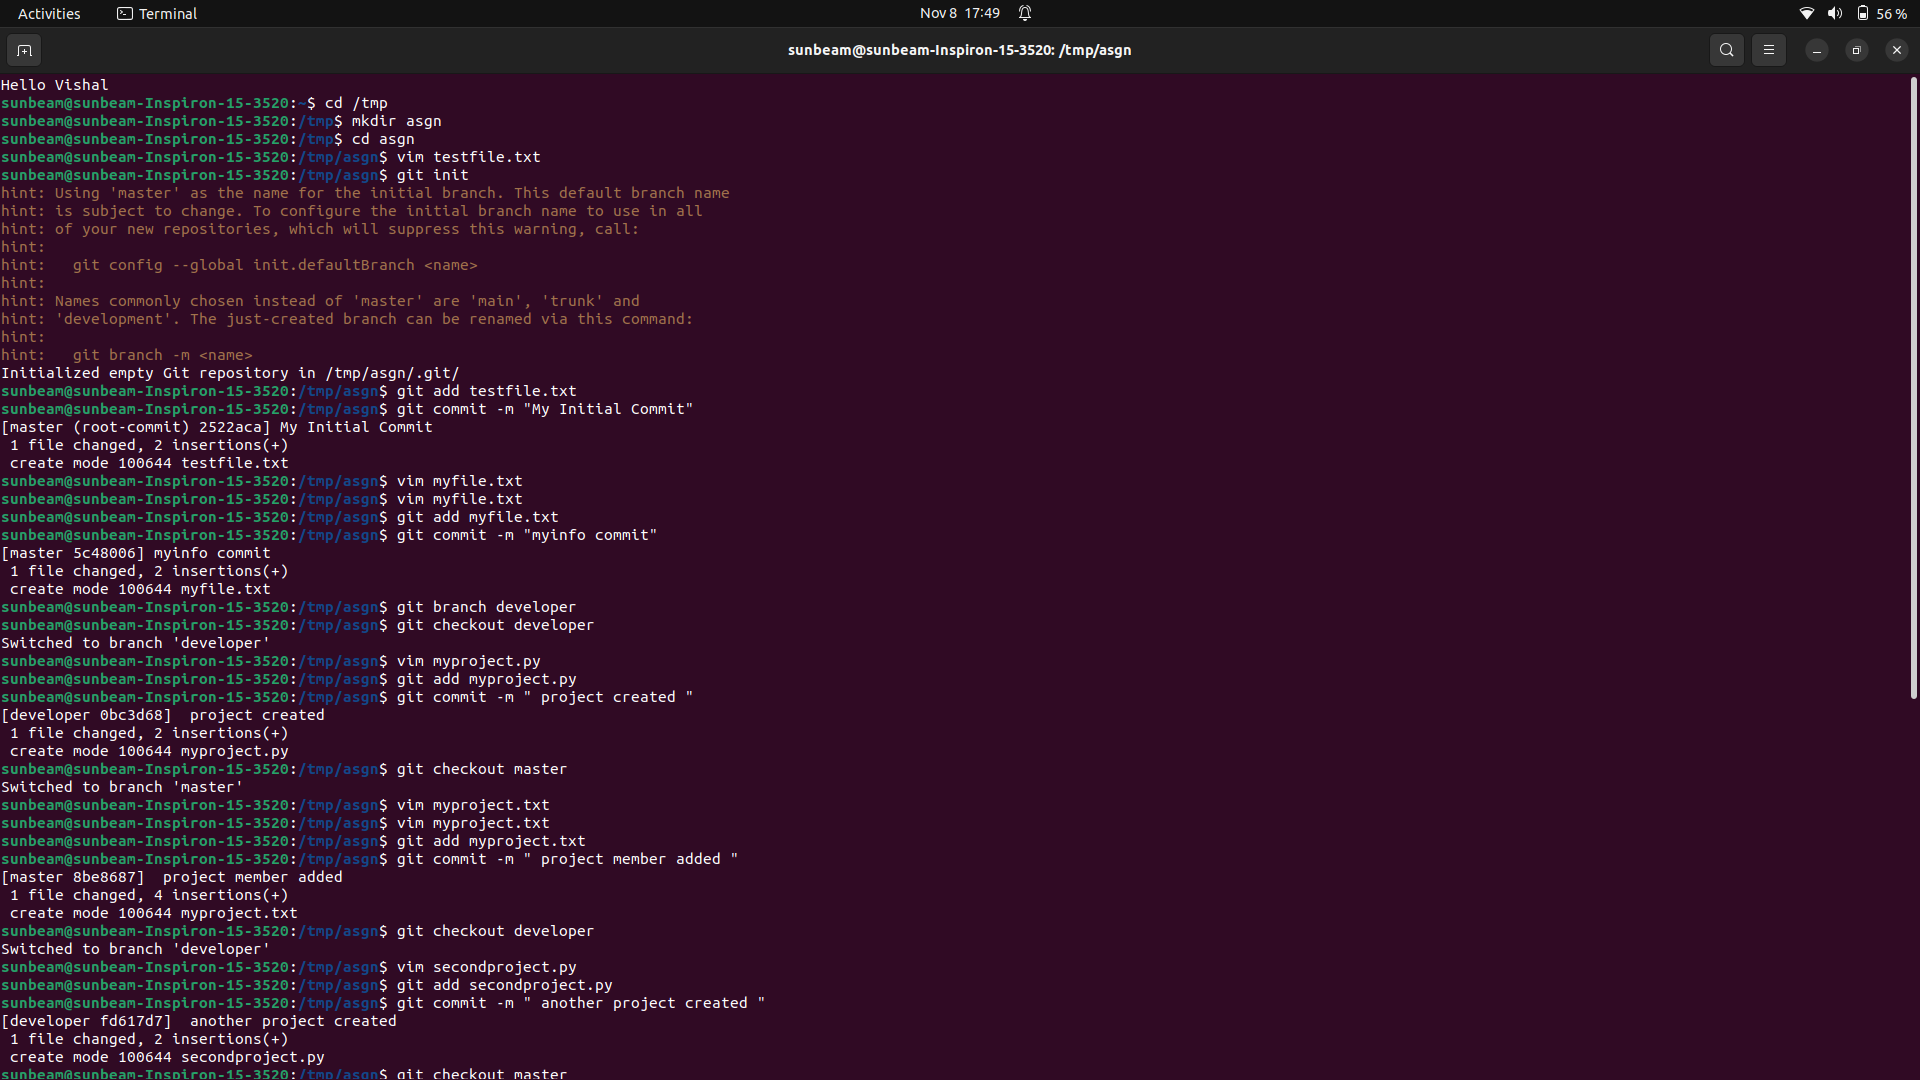 Activities Terminal Nov 8 17:49 56 %
sunbeam@sunbeam-Inspiron-15-3520: /tmp/asgn
Hello Vishal
sunbeam@sunbeam-Inspiron-15-3520:~$ cd /tmp
sunbeam@sunbeam-Inspiron-15-3520:/tmp$ mkdir asgn
sunbeam@sunbeam-Inspiron-15-3520:/tmp$ cd asgn
sunbeam@sunbeam-Inspiron-15-3520:/tmp/asgn$ vim testfile.txt
sunbeam@sunbeam-Inspiron-15-3520:/tmp/asgn$ git init
hint: Using 'master' as the name for the initial branch. This default branch name
hint: is subject to change. To configure the initial branch name to use in all
hint: of your new repositories, which will suppress this warning, call:
hint:
hint:   git config --global init.defaultBranch <name>
hint:
hint: Names commonly chosen instead of 'master' are 'main', 'trunk' and
hint: 'development'. The just-created branch can be renamed via this command:
hint:
hint:   git branch -m <name>
Initialized empty Git repository in /tmp/asgn/.git/
sunbeam@sunbeam-Inspiron-15-3520:/tmp/asgn$ git add testfile.txt
sunbeam@sunbeam-Inspiron-15-3520:/tmp/asgn$ git commit -m "My Initial Commit"
[master (root-commit) 2522aca] My Initial Commit
 1 file changed, 2 insertions(+)
 create mode 100644 testfile.txt
sunbeam@sunbeam-Inspiron-15-3520:/tmp/asgn$ vim myfile.txt
sunbeam@sunbeam-Inspiron-15-3520:/tmp/asgn$ vim myfile.txt
sunbeam@sunbeam-Inspiron-15-3520:/tmp/asgn$ git add myfile.txt
sunbeam@sunbeam-Inspiron-15-3520:/tmp/asgn$ git commit -m "myinfo commit"
[master 5c48006] myinfo commit
 1 file changed, 2 insertions(+)
 create mode 100644 myfile.txt
sunbeam@sunbeam-Inspiron-15-3520:/tmp/asgn$ git branch developer
sunbeam@sunbeam-Inspiron-15-3520:/tmp/asgn$ git checkout developer
Switched to branch 'developer'
sunbeam@sunbeam-Inspiron-15-3520:/tmp/asgn$ vim myproject.py
sunbeam@sunbeam-Inspiron-15-3520:/tmp/asgn$ git add myproject.py
sunbeam@sunbeam-Inspiron-15-3520:/tmp/asgn$ git commit -m " project created "
[developer 0bc3d68]  project created
 1 file changed, 2 insertions(+)
 create mode 100644 myproject.py
sunbeam@sunbeam-Inspiron-15-3520:/tmp/asgn$ git checkout master
Switched to branch 'master'
sunbeam@sunbeam-Inspiron-15-3520:/tmp/asgn$ vim myproject.txt
sunbeam@sunbeam-Inspiron-15-3520:/tmp/asgn$ vim myproject.txt
sunbeam@sunbeam-Inspiron-15-3520:/tmp/asgn$ git add myproject.txt
sunbeam@sunbeam-Inspiron-15-3520:/tmp/asgn$ git commit -m " project member added "
[master 8be8687]  project member added
 1 file changed, 4 insertions(+)
 create mode 100644 myproject.txt
sunbeam@sunbeam-Inspiron-15-3520:/tmp/asgn$ git checkout developer
Switched to branch 'developer'
sunbeam@sunbeam-Inspiron-15-3520:/tmp/asgn$ vim secondproject.py
sunbeam@sunbeam-Inspiron-15-3520:/tmp/asgn$ git add secondproject.py
sunbeam@sunbeam-Inspiron-15-3520:/tmp/asgn$ git commit -m " another project created "
[developer fd617d7]  another project created
 1 file changed, 2 insertions(+)
 create mode 100644 secondproject.py
sunbeam@sunbeam-Inspiron-15-3520:/tmp/asgn$ git checkout master